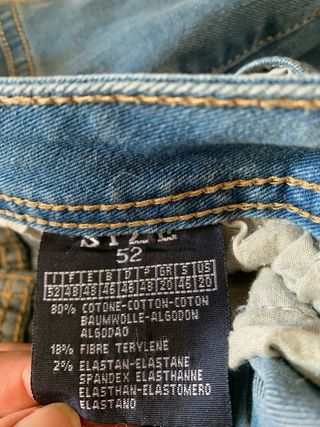 SIZE
52
I F E B D P GR S US
52 48 48 48 46 48 48 46 20
80% COTONE-COTTON-COTON
BAUMWOLLE-ALGODON
ALGODAO
18% FIBRE TERYLENE
2% ELASTAN-ELASTANE
SPANDEX ELASTHANNE
ELASTHAN-ELASTOMERO
ELASTANO